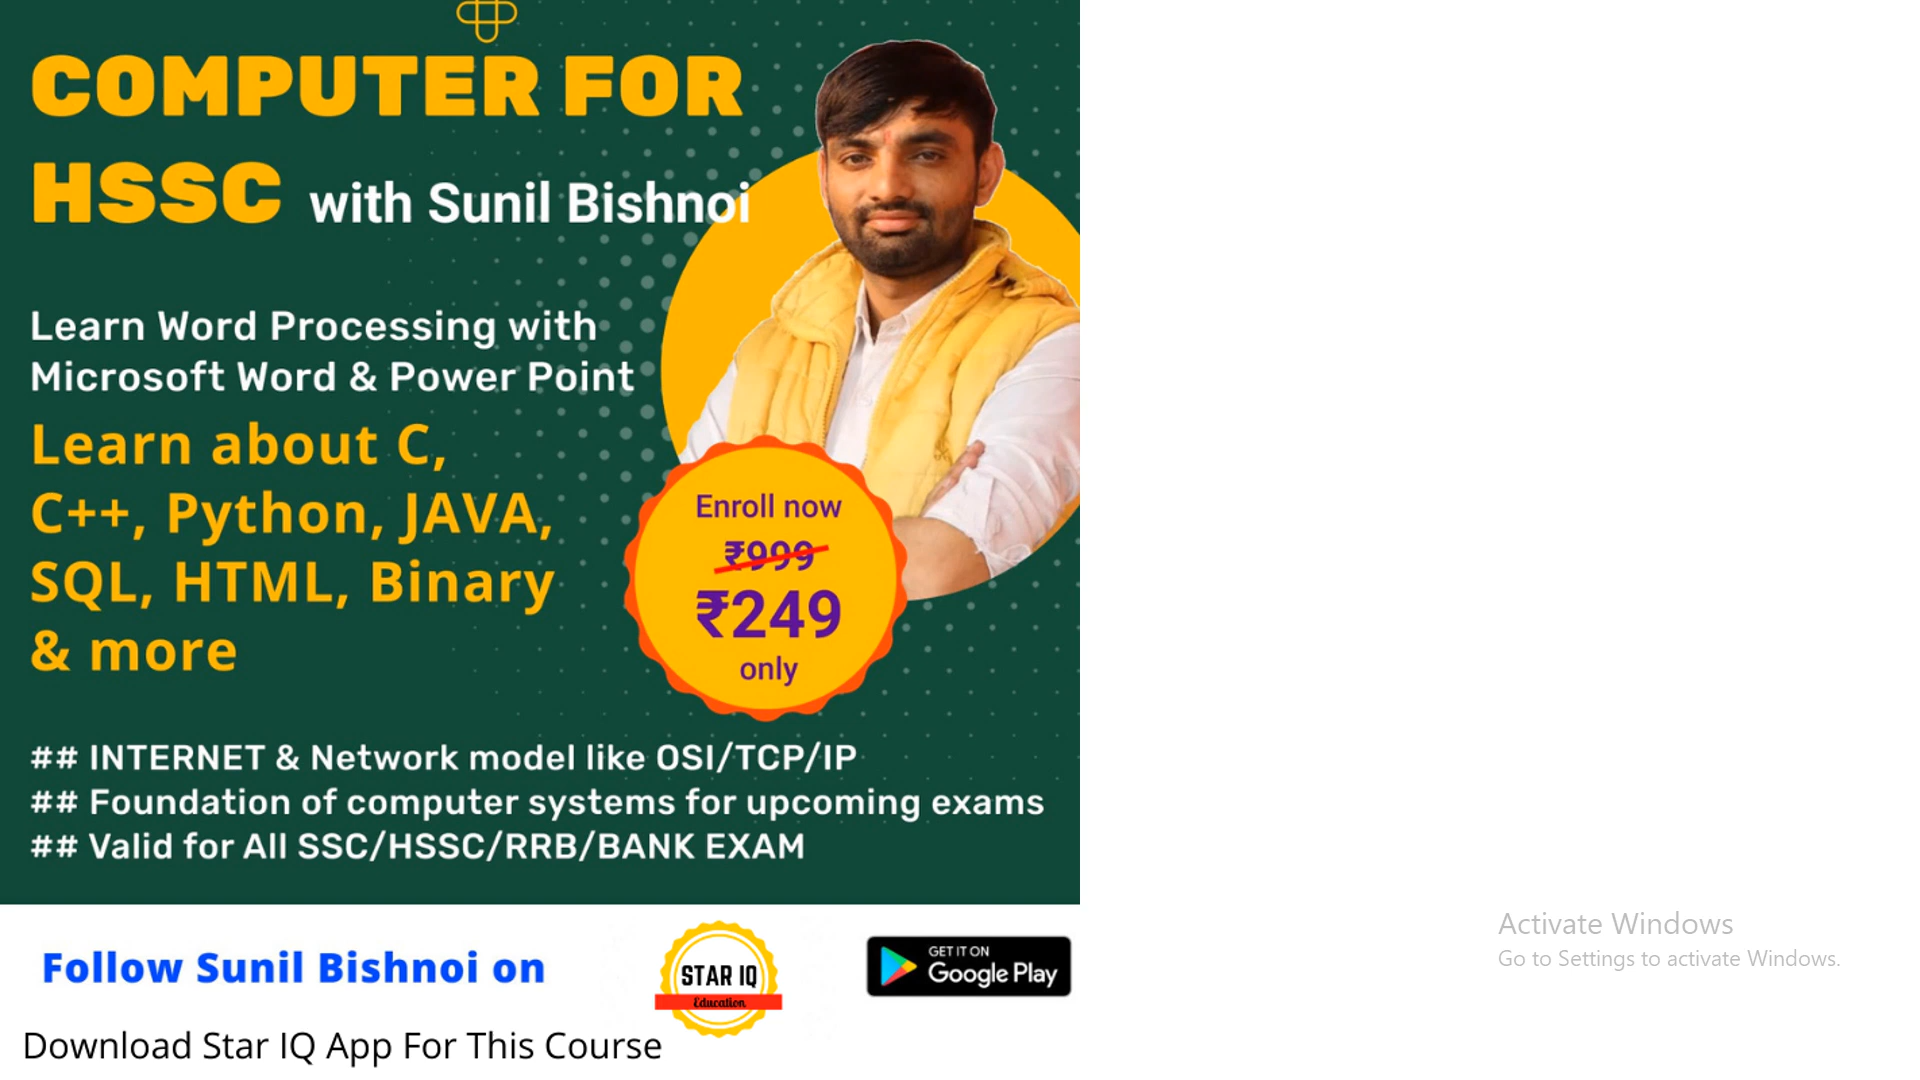 COMPUTER FOR
HSSC with Sunil Bishnoi
Learn Word Processing with
Microsoft Word & Power Point
Learn about C,
C++, Python, JAVA,
SQL, HTML, Binary
& more
Enroll now
₹999
₹249
only
## INTERNET & Network model like OSI/TCP/IP
## Foundation of computer systems for upcoming exams
## Valid for All SSC/HSSC/RRB/BANK EXAM
Follow Sunil Bishnoi on
STAR IQ
Education
GET IT ON
Google Play
Download Star IQ App For This Course
Activate Windows
Go to Settings to activate Windows.